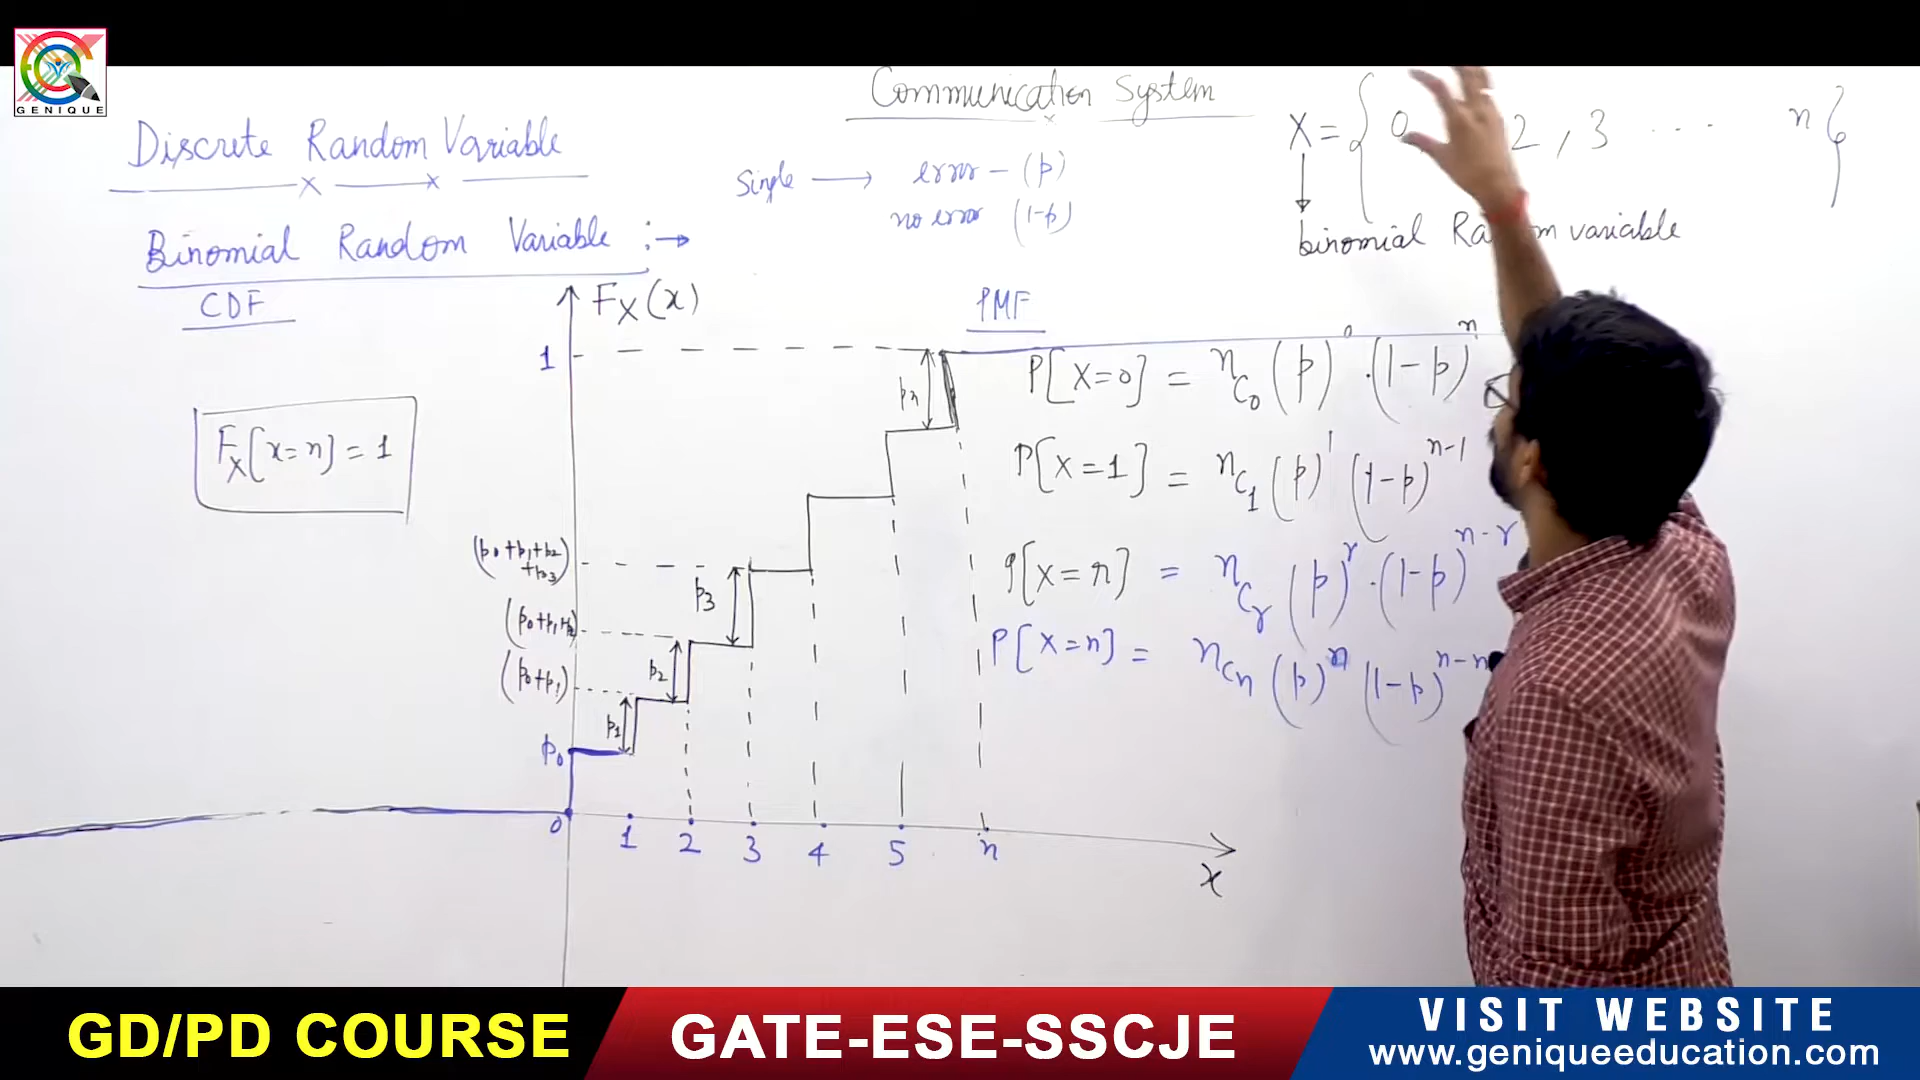 GENIQUE
Communication System
Discrete Random Variable
X = { 0, 2, 3 ... n }
Single → error - (p)
no error (1-p)
binomial Random variable
Binomial Random Variable :→
CDF
F_X(x)
PMF
1
P[X=0] = nC0 (p)^0 . (1-p)^n
pn
F_X[x=n] = 1
P[X=1] = nC1 (p)^1 (1-p)^n-1
(p0+p1+p2
+p3)
P[X=r] = nCr (p)^r . (1-p)^n-r
p3
(p0+p1+p2)
P[X=n] = nCn (p)^n (1-p)^n-n
p2
(p0+p1)
p1
p0
0 1 2 3 4 5 n
x
GD/PD COURSE
GATE-ESE-SSCJE
VISIT WEBSITE
www.geniqueeducation.com